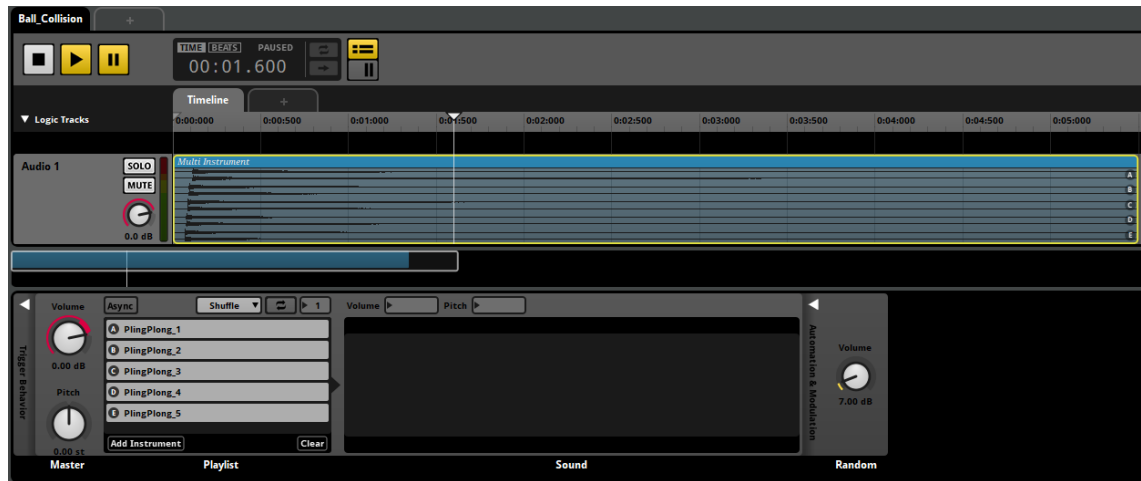 Ball_Collision +
TIME BEATS PAUSED
00:01.600
Timeline +
Logic Tracks 0:00:000 0:00:500 0:01:000 0:01:500 0:02:000 0:02:500 0:03:000 0:03:500 0:04:000 0:04:500 0:05:000
Audio 1 SOLO Multi Instrument
MUTE
0.0 dB
A
B
C
D
E
Volume Async Shuffle 1 Volume Pitch
A PlingPlong_1
B PlingPlong_2
C PlingPlong_3
D PlingPlong_4
E PlingPlong_5
0.00 dB
Pitch
0.00 st
Add Instrument Clear
Trigger Behavior
Automation & Modulation
Volume
7.00 dB
Master Playlist Sound Random